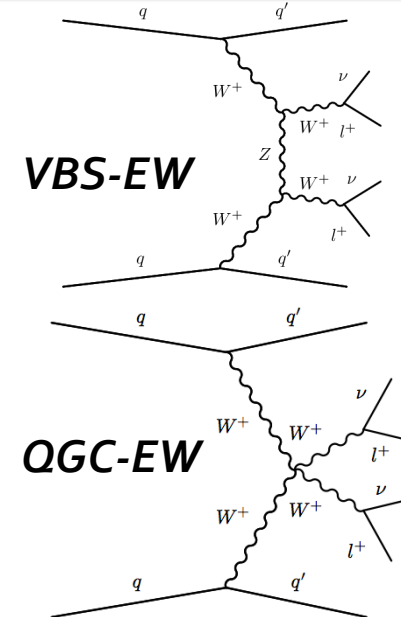 q q′
ν
W⁺
W⁺ l⁺
Z
VBS-EW
W⁺ ν
W⁺
l⁺
q q′
q q′
ν
W⁺ W⁺
l⁺
QGC-EW
ν
W⁺ W⁺
l⁺
q q′